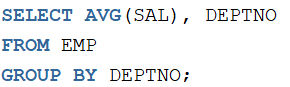 SELECT AVG(SAL), DEPTNO
FROM EMP
GROUP BY DEPTNO;